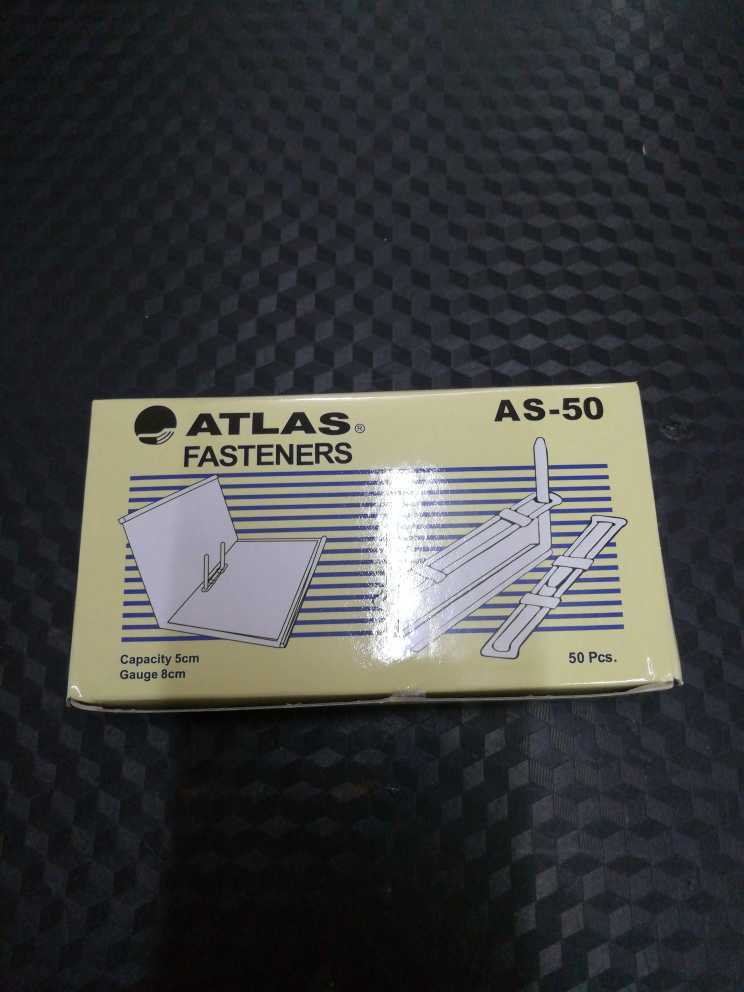 ATLAS®
FASTENERS
AS-50
Capacity 5cm
Gauge 8cm
50 Pcs.